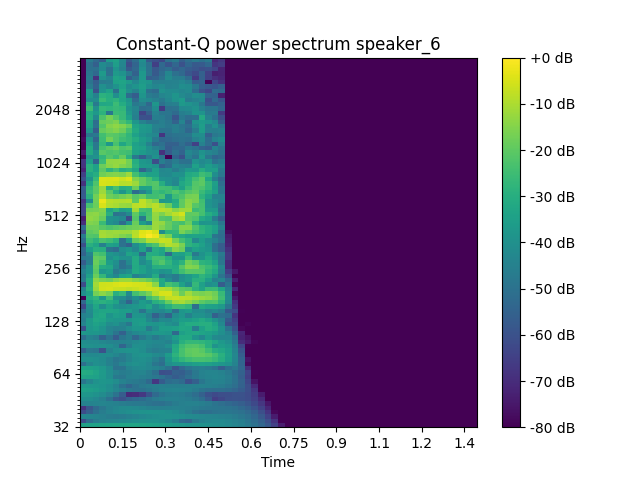 Constant-Q power spectrum speaker_6
+0 dB
2048
-10 dB
1024
-20 dB
512
-30 dB
Hz
-40 dB
256
-50 dB
128
-60 dB
64
-70 dB
32
-80 dB
0 0.15 0.3 0.45 0.6 0.75 0.9 1.1 1.2 1.4
Time